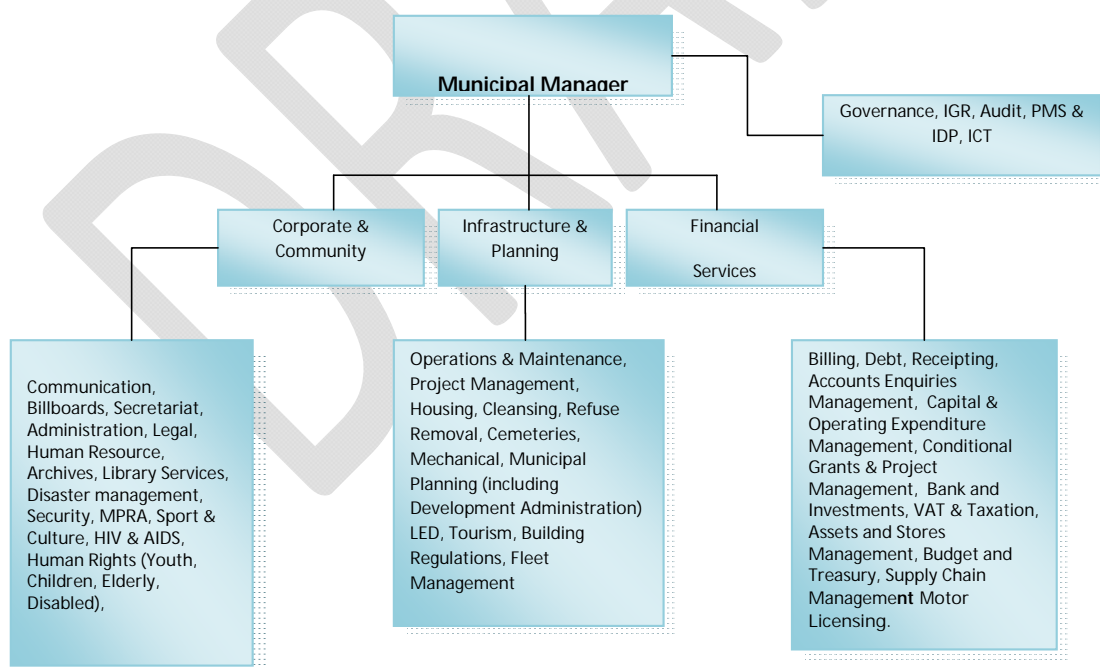 Municipal Manager
Governance, IGR, Audit, PMS &
IDP, ICT
Corporate &
Community
Infrastructure &
Planning
Financial
Services
Communication,
Billboards, Secretariat,
Administration, Legal,
Human Resource,
Archives, Library Services,
Disaster management,
Security, MPRA, Sport &
Culture, HIV & AIDS,
Human Rights (Youth,
Children, Elderly,
Disabled),
Operations & Maintenance,
Project Management,
Housing, Cleansing, Refuse
Removal, Cemeteries,
Mechanical, Municipal
Planning (including
Development Administration)
LED, Tourism, Building
Regulations, Fleet
Management
Billing, Debt, Receipting,
Accounts Enquiries
Management, Capital &
Operating Expenditure
Management, Conditional
Grants & Project
Management, Bank and
Investments, VAT & Taxation,
Assets and Stores
Management, Budget and
Treasury, Supply Chain
Management Motor
Licensing.